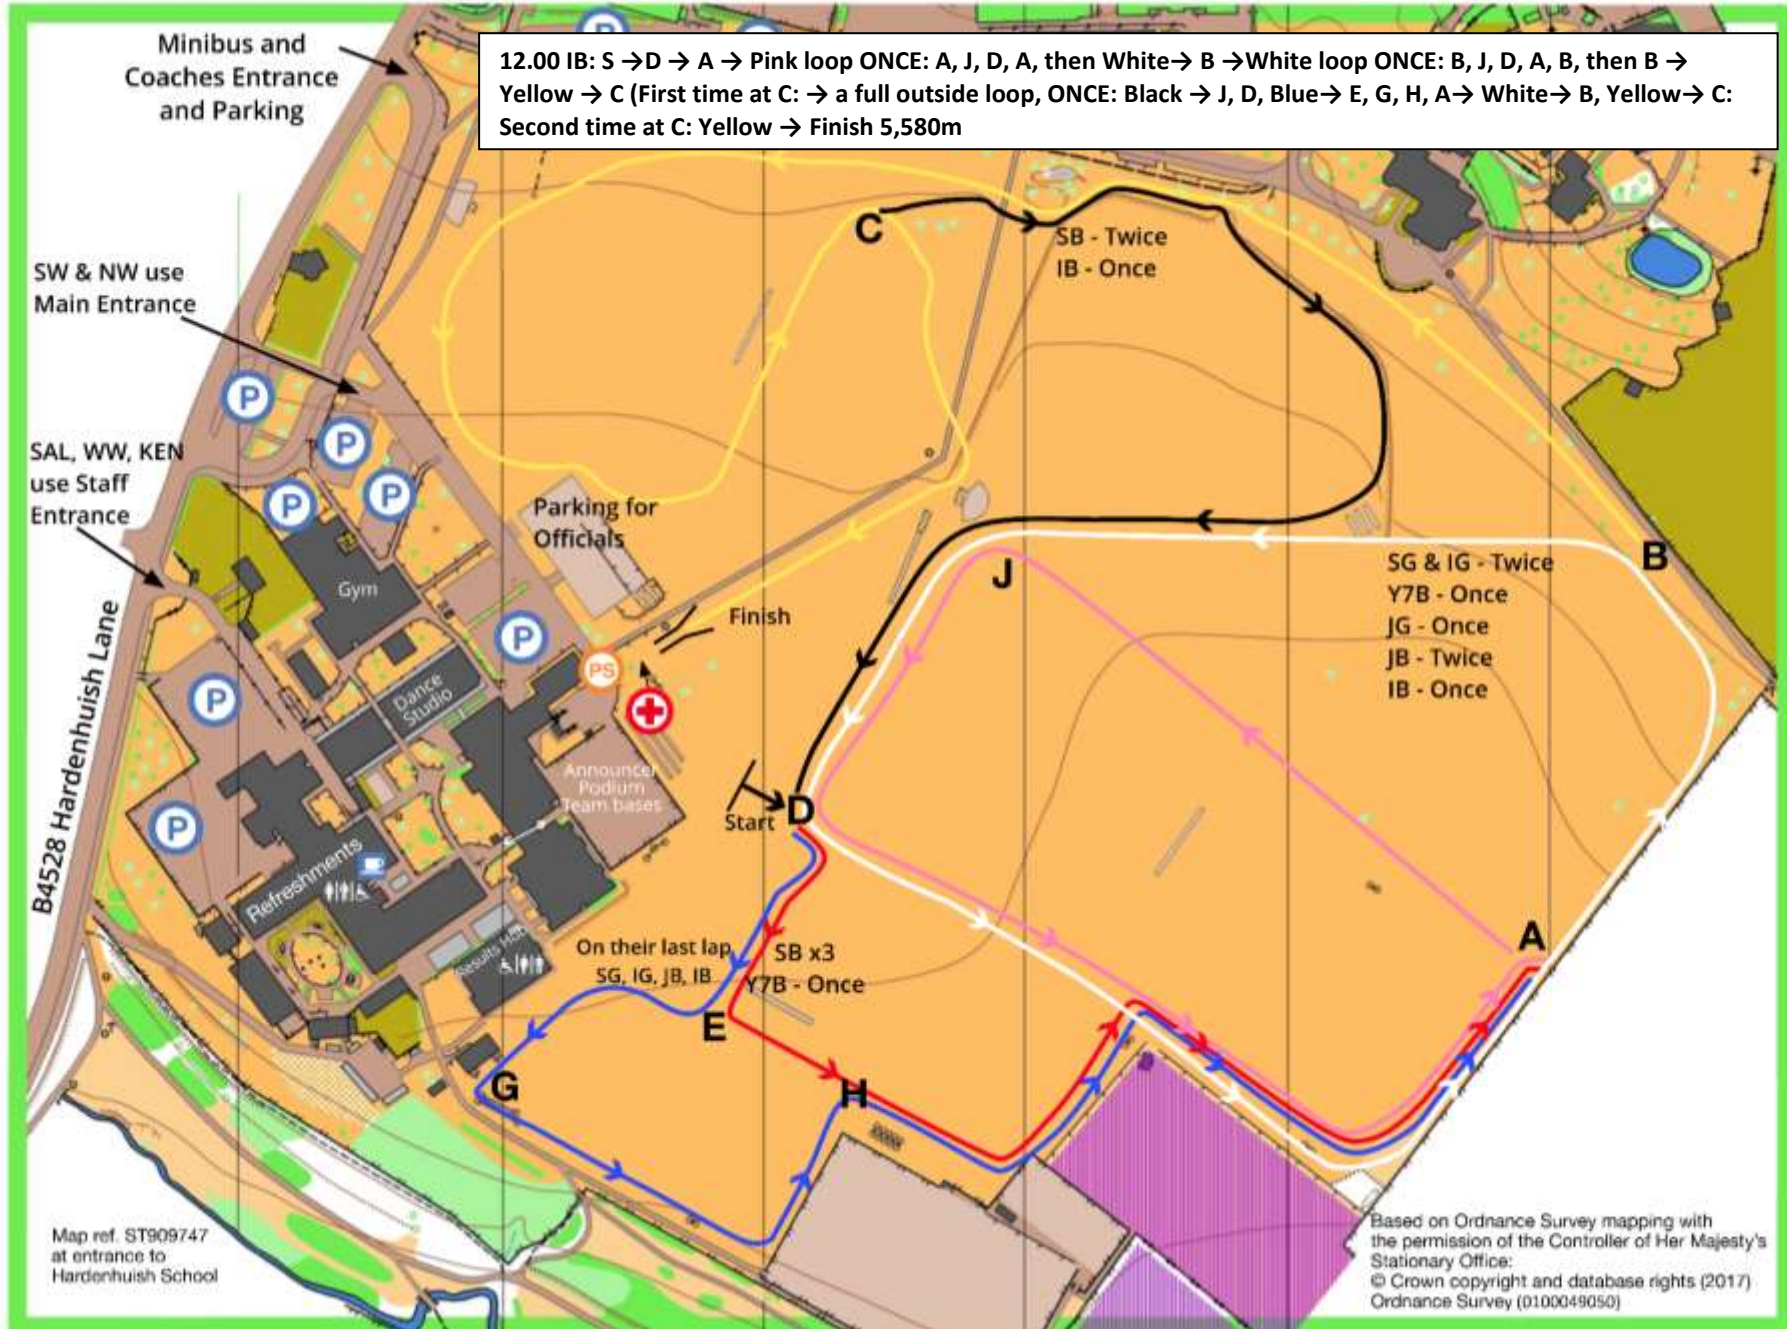 Minibus and
Coaches Entrance
and Parking
12.00 IB: S →D → A → Pink loop ONCE: A, J, D, A, then White→ B →White loop ONCE: B, J, D, A, B, then B →
Yellow → C (First time at C: → a full outside loop, ONCE: Black → J, D, Blue→ E, G, H, A→ White→ B, Yellow→ C:
Second time at C: Yellow → Finish 5,580m
C
SB - Twice
IB - Once
SW & NW use
Main Entrance
P
P
P
P
SAL, WW, KEN
use Staff
Entrance
Parking for
Officials
B
J
SG & IG - Twice
Y7B - Once
JG - Once
JB - Twice
IB - Once
Gym
Finish
P
PS
P
Dance
Studio
B4528 Hardenhuish Lane
Announcer
Podium
Team bases
D
Start
P
Refreshments
A
On their last lap
SG, IG, JB, IB
SB x3
Y7B - Once
Results Hub
E
G
H
Map ref. ST909747
at entrance to
Hardenhuish School
Based on Ordnance Survey mapping with
the permission of the Controller of Her Majesty's
Stationary Office:
© Crown copyright and database rights (2017)
Ordnance Survey (0100049050)